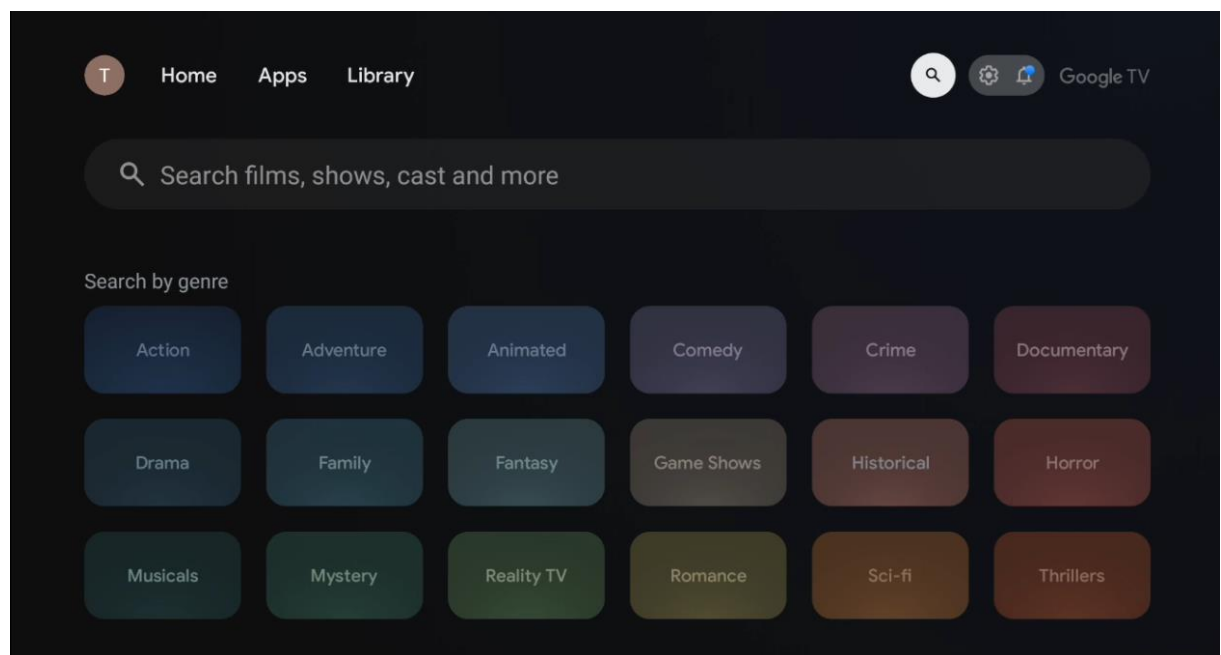 T Home Apps Library Google TV
Search films, shows, cast and more
Search by genre
Action Adventure Animated Comedy Crime Documentary
Drama Family Fantasy Game Shows Historical Horror
Musicals Mystery Reality TV Romance Sci-fi Thrillers